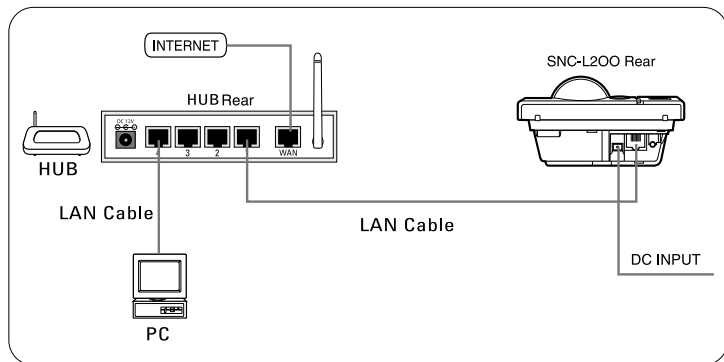 INTERNET
SNC-L200 Rear
HUB Rear
DC 12V
4 3 2 WAN
HUB
LAN Cable
LAN Cable
DC INPUT
PC